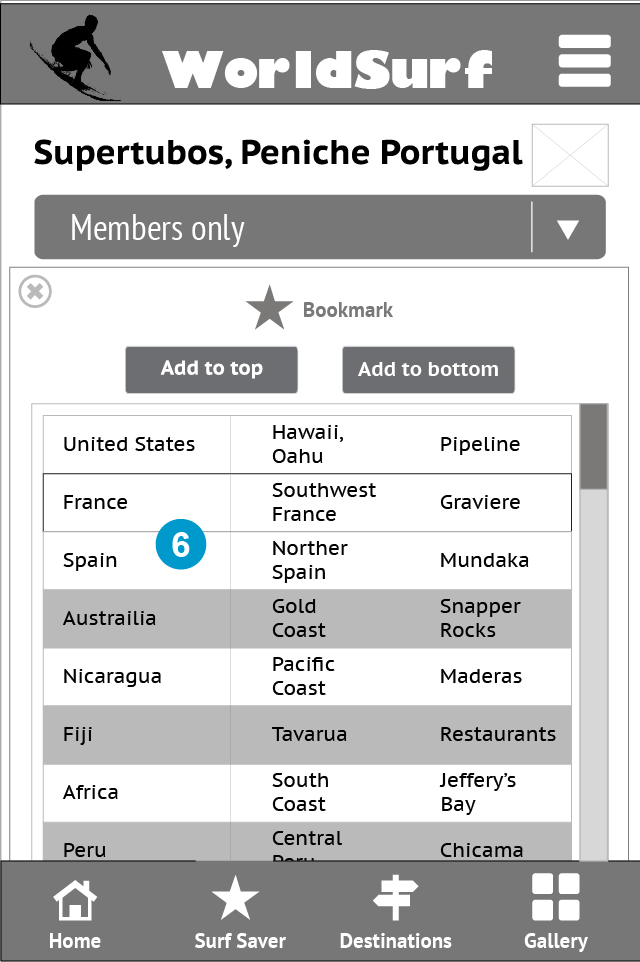 WorldSurf
Supertubos, Peniche Portugal
Members only
Bookmark
Add to top
Add to bottom
United States
Hawaii,
Oahu
Pipeline
France
Southwest
France
Graviere
6
Spain
Norther
Spain
Mundaka
Austrailia
Gold
Coast
Snapper
Rocks
Nicaragua
Pacific
Coast
Maderas
Fiji
Tavarua
Restaurants
Africa
South
Coast
Jeffery's
Bay
Peru
Central
Peru
Chicama
Home
Surf Saver
Destinations
Gallery